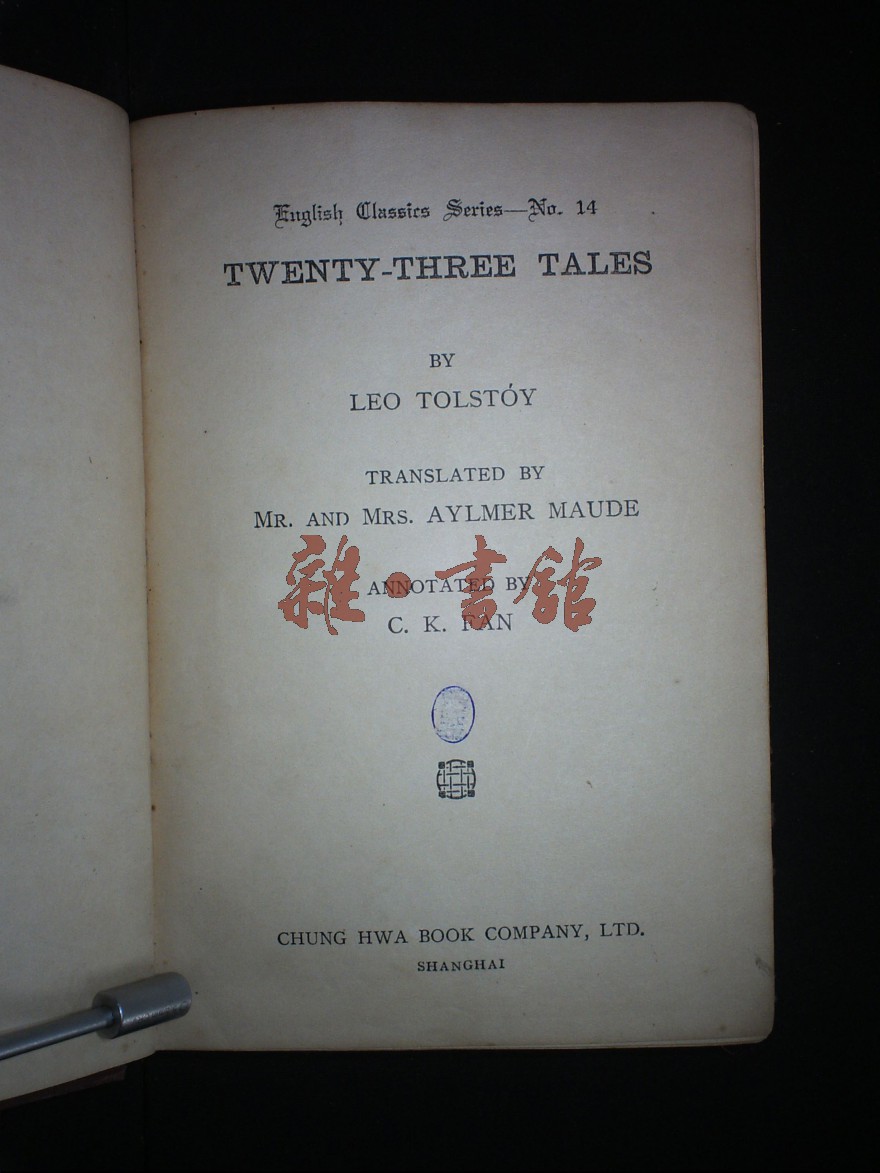 English Classics Series—No. 14
TWENTY-THREE TALES
BY
LEO TOLSTÓY
TRANSLATED BY
MR. AND MRS. AYLMER MAUDE
雜·書館
ANNOTATED BY
C. K. FAN
CHUNG HWA BOOK COMPANY, LTD.
SHANGHAI